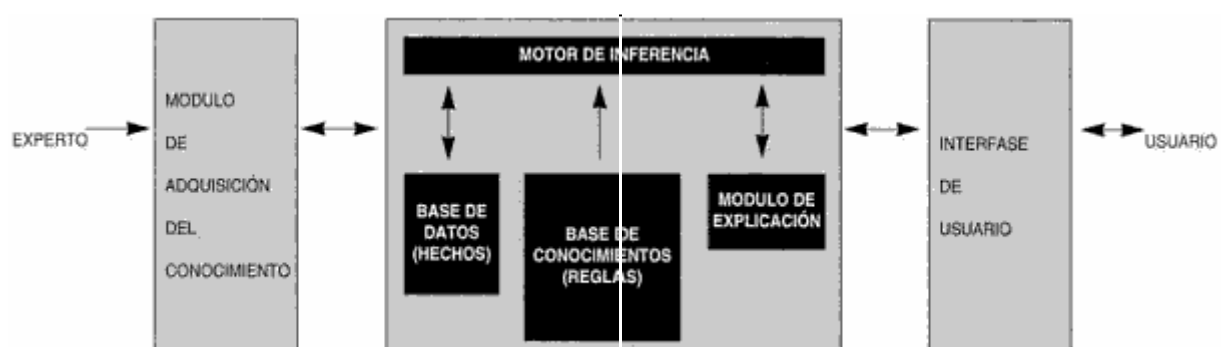 EXPERTO
MODULO
DE
ADQUISICIÓN
DEL
CONOCIMIENTO
MOTOR DE INFERENCIA
BASE DE
DATOS
(HECHOS)
BASE DE
CONOCIMIENTOS
(REGLAS)
MODULO DE
EXPLICACIÓN
INTERFASE
DE
USUARIO
USUARIO